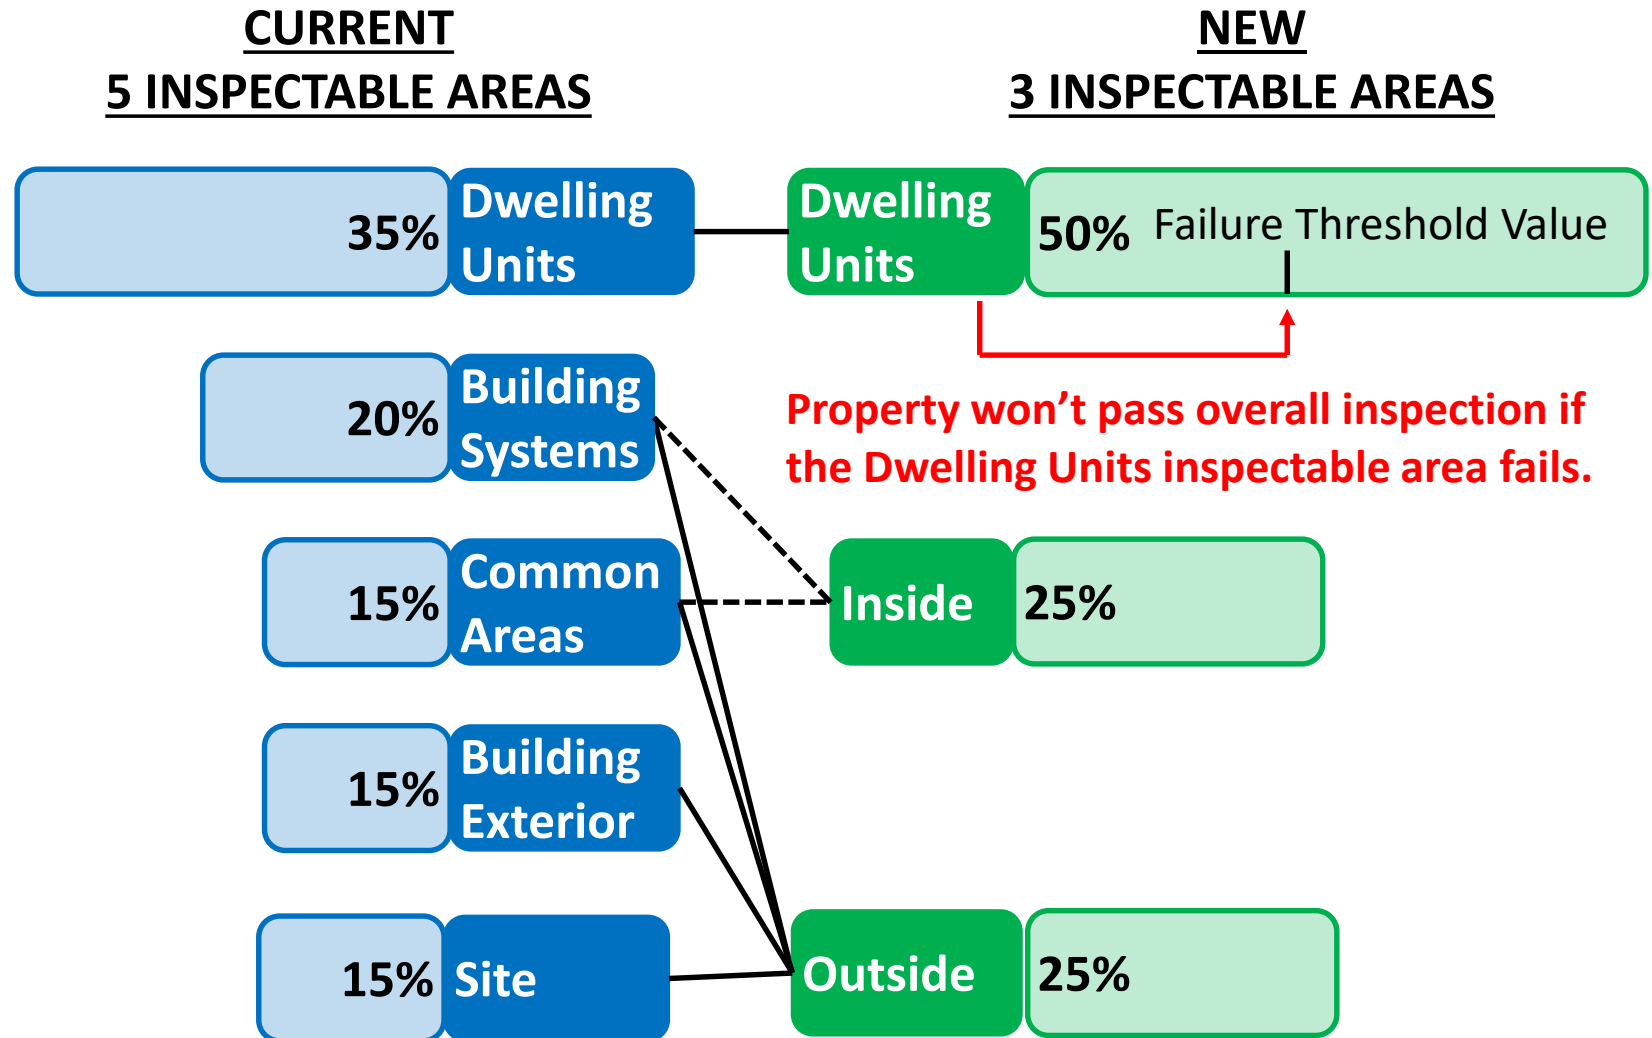 CURRENT
5 INSPECTABLE AREAS
NEW
3 INSPECTABLE AREAS
35%
Dwelling
Units
Dwelling
Units
50%
Failure Threshold Value
20%
Building
Systems
Property won’t pass overall inspection if
the Dwelling Units inspectable area fails.
15%
Common
Areas
Inside
25%
15%
Building
Exterior
15%
Site
Outside
25%